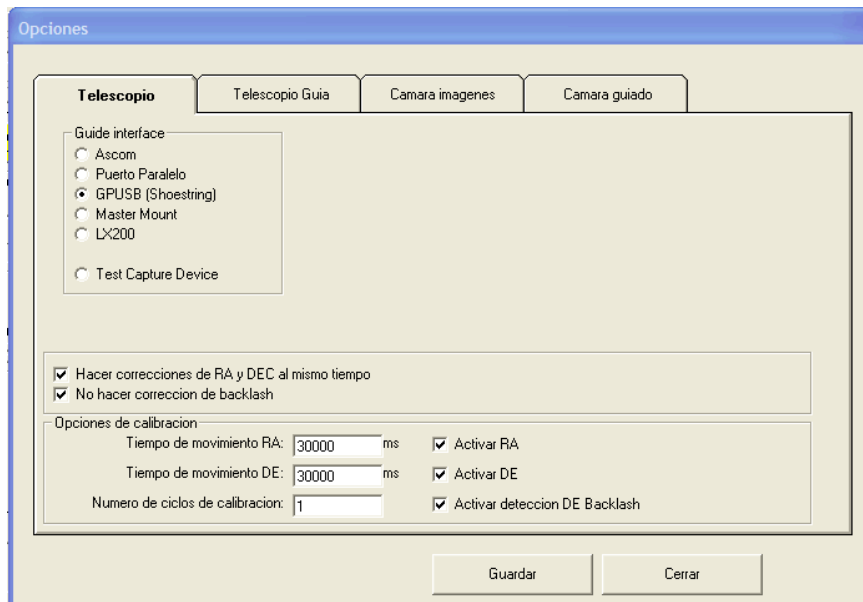 Opciones
Telescopio
Telescopio Guia
Camara imagenes
Camara guiado
Guide interface
Ascom
Puerto Paralelo
GPUSB (Shoestring)
Master Mount
LX200
Test Capture Device
Hacer correcciones de RA y DEC al mismo tiempo
No hacer correccion de backlash
Opciones de calibracion
Tiempo de movimiento RA: 30000 ms Activar RA
Tiempo de movimiento DE: 30000 ms Activar DE
Numero de ciclos de calibracion: 1 Activar deteccion DE Backlash
Guardar
Cerrar